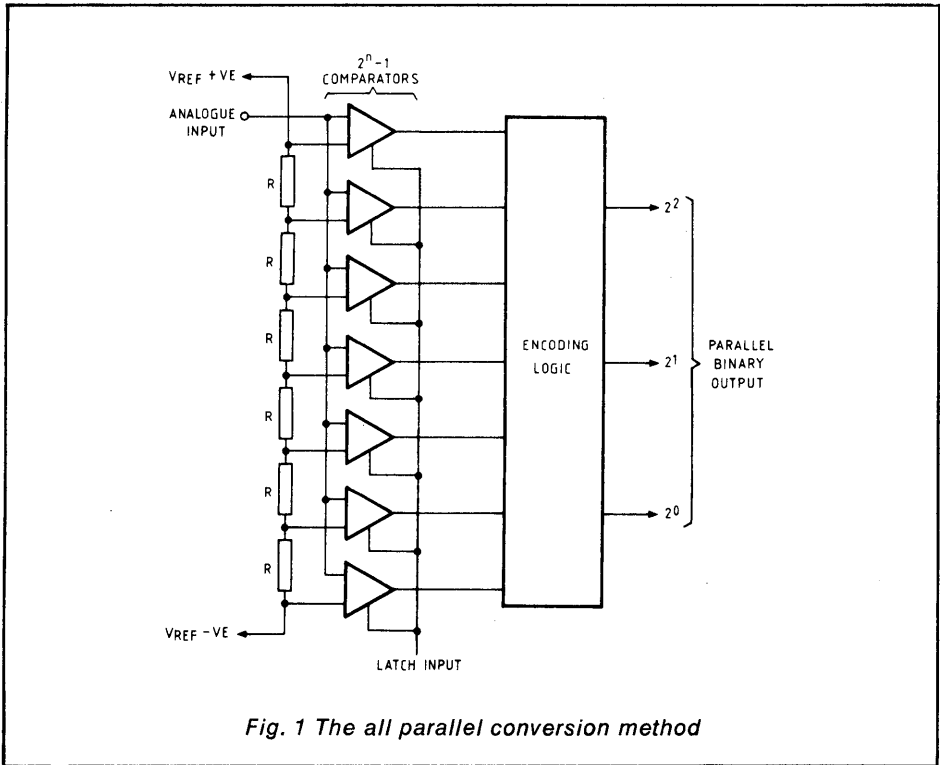 2ⁿ-1
COMPARATORS
VREF +VE
ANALOGUE
INPUT
R
R
R
R
R
R
ENCODING
LOGIC
2²
2¹
2⁰
PARALLEL
BINARY
OUTPUT
VREF -VE
LATCH INPUT
Fig. 1 The all parallel conversion method